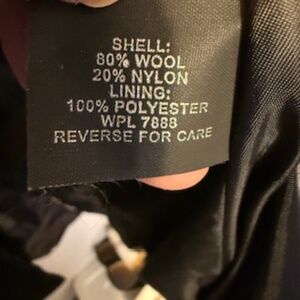 SHELL:
80% WOOL
20% NYLON
LINING:
100% POLYESTER
WPL 7868
REVERSE FOR CARE